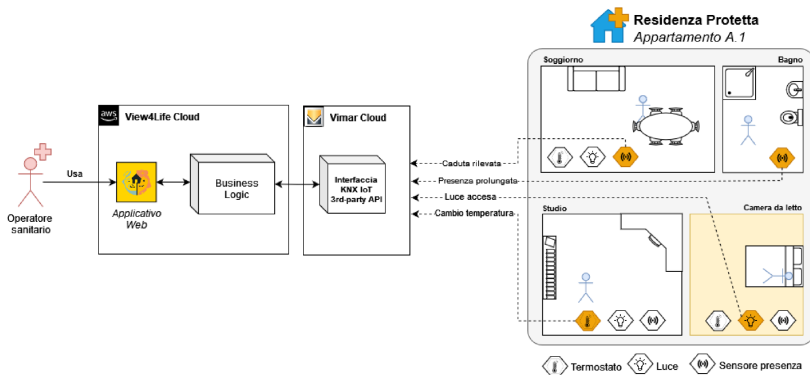 Residenza Protetta
Appartamento A.1
Soggiorno
Bagno
aws
View4Life Cloud
Vimar Cloud
Caduta rilevata
Usa
Interfaccia
KNX IoT
3rd-party API
Business
Logic
Presenza prolungata
Luce accesa
Operatore
sanitario
Applicativo
Web
Studio
Camera da letto
Cambio temperatura
Termostato
Luce
Sensore presenza